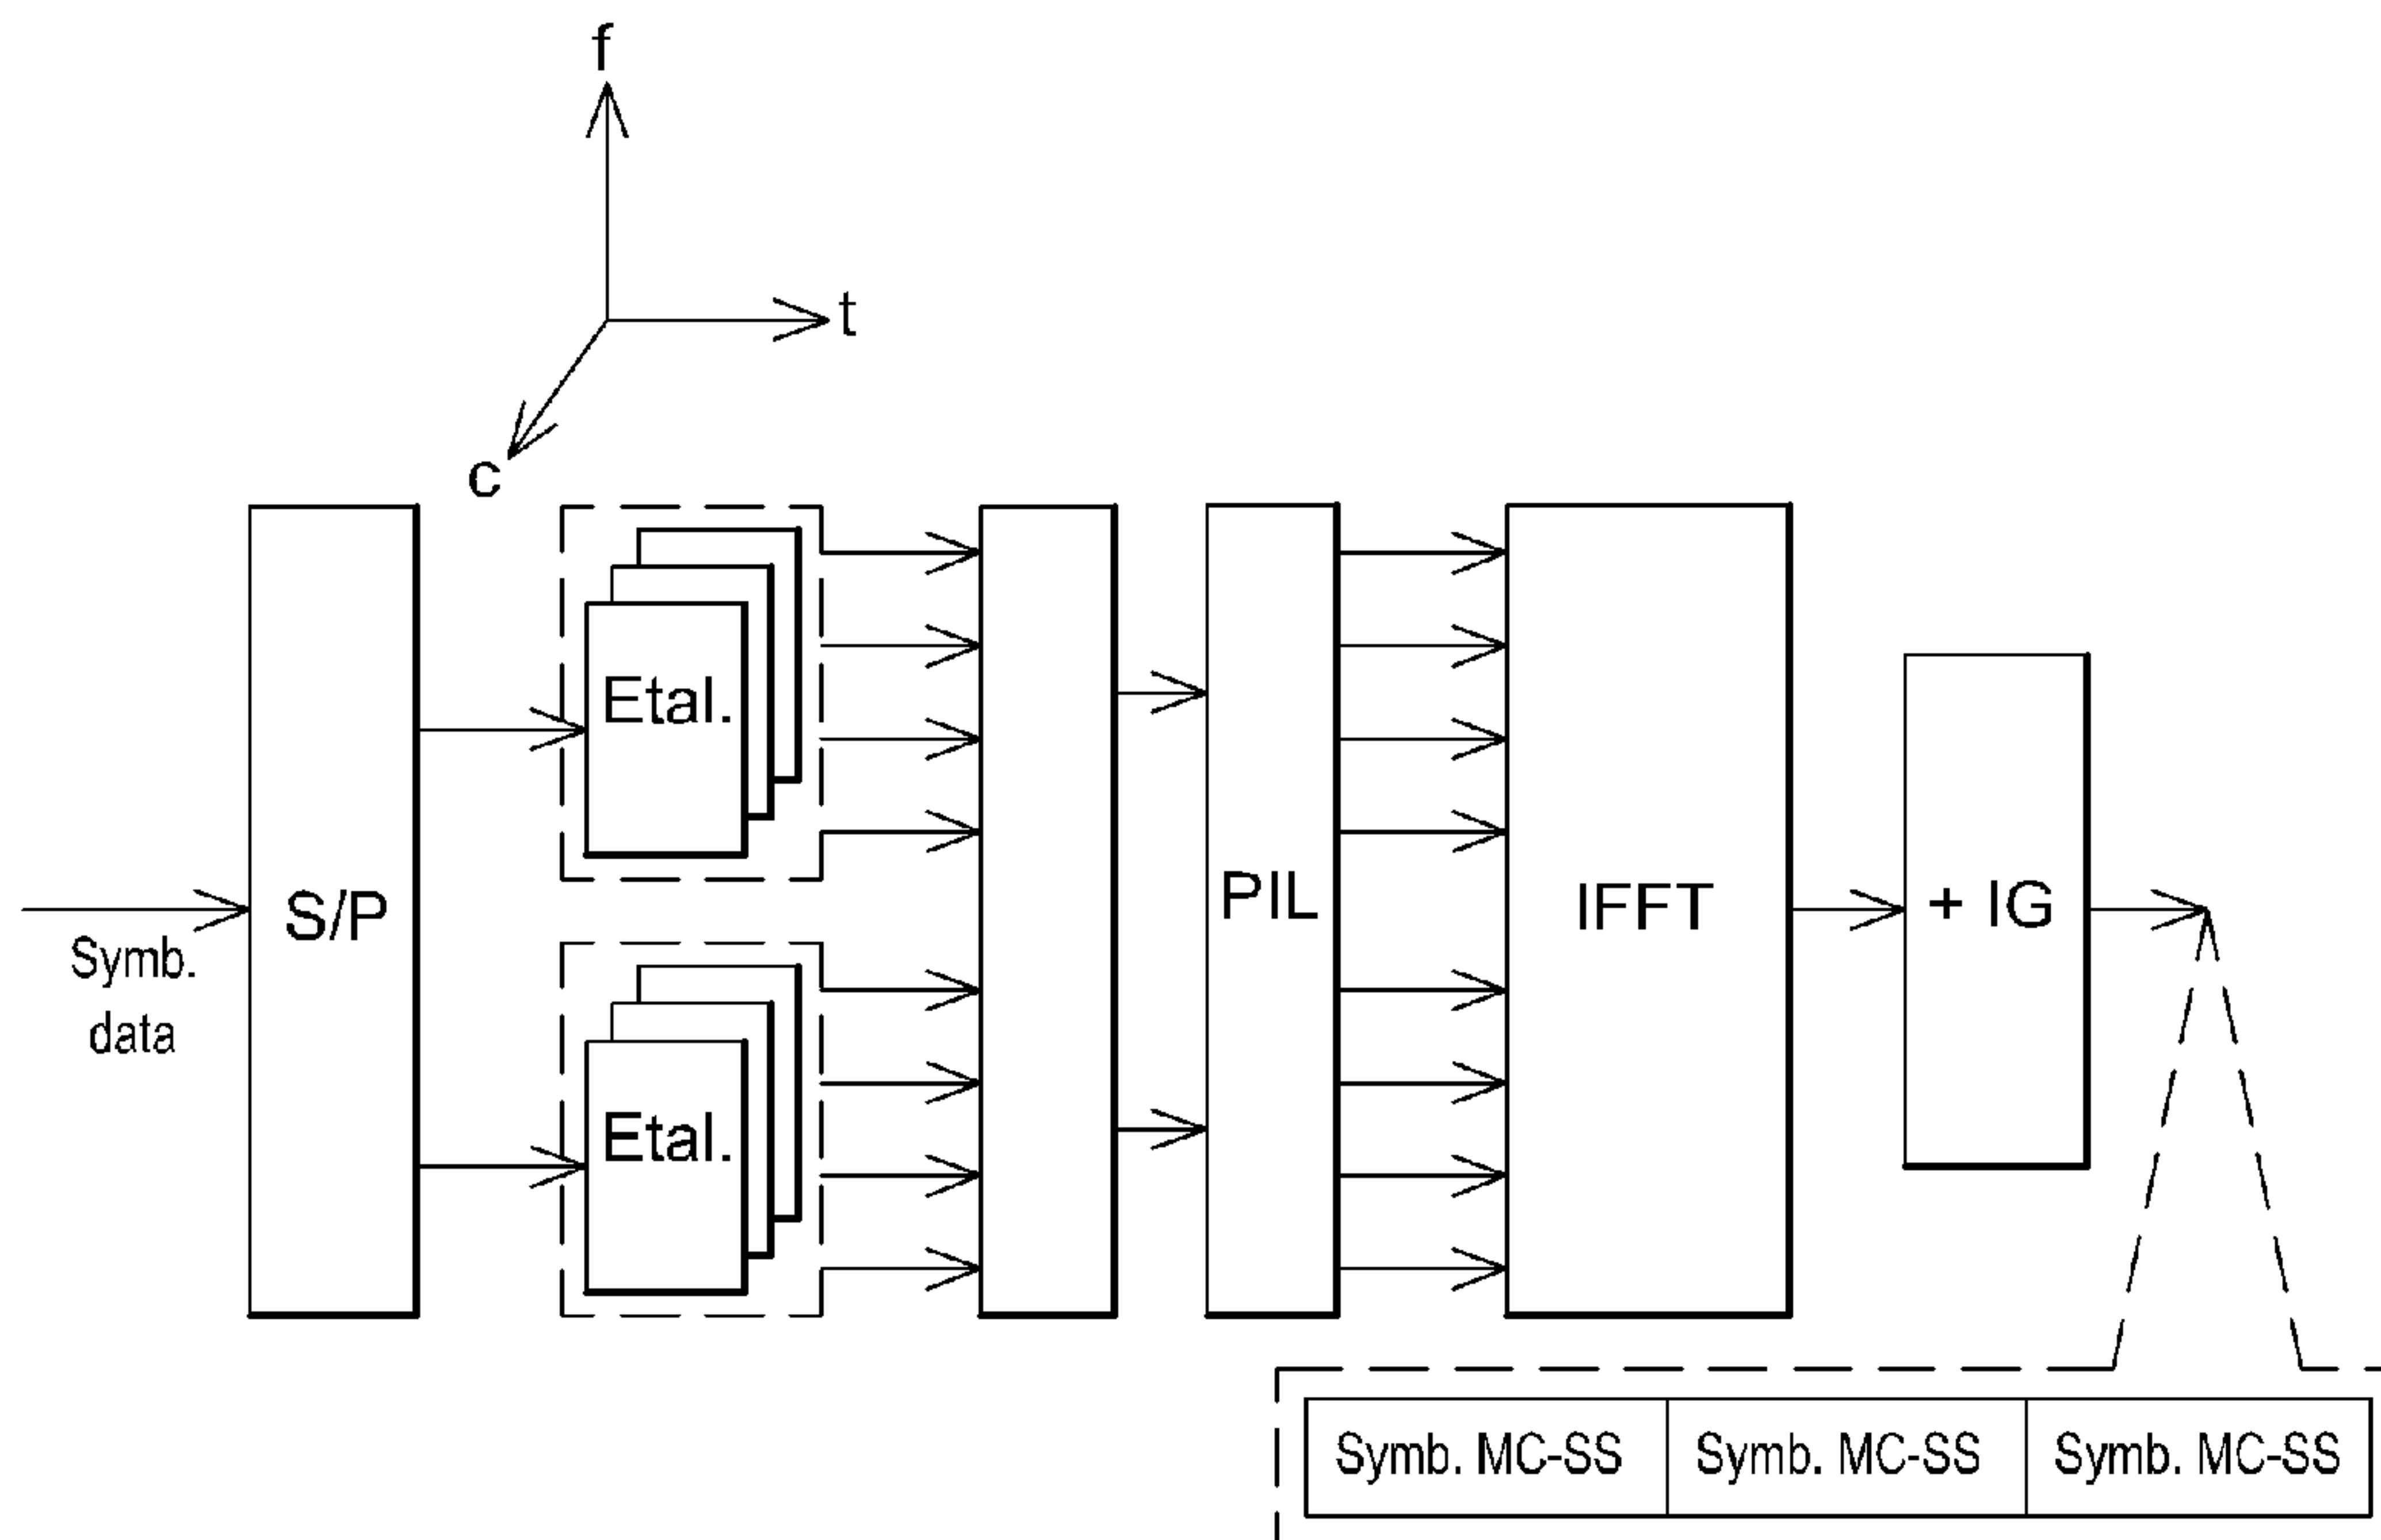 f
t
c
S/P
Symb.
data
Etal.
Etal.
PIL
IFFT
+ IG
Symb. MC-SS
Symb. MC-SS
Symb. MC-SS